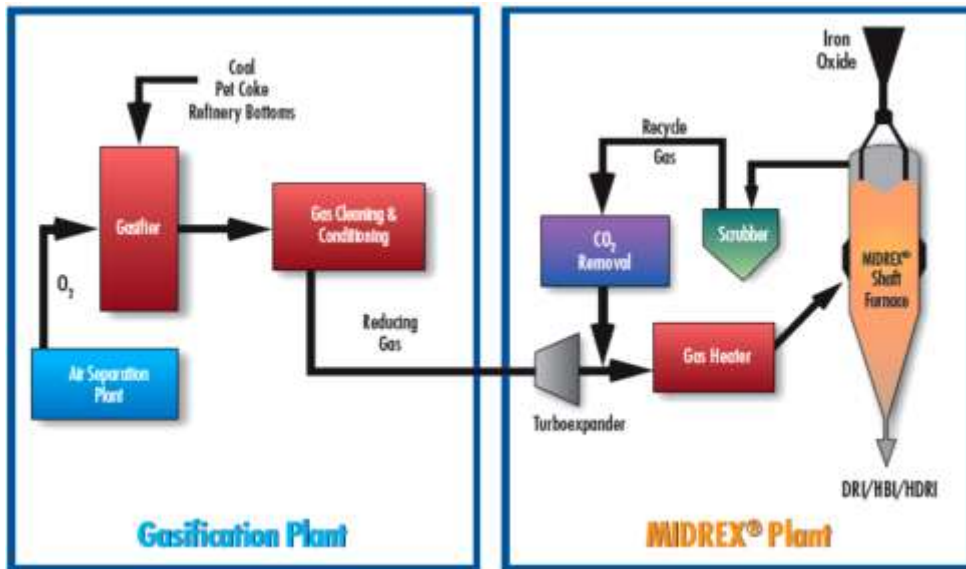 Coal
Pet Coke
Refinery Bottoms
Gasifier
O2
Air Separation
Plant
Gas Cleaning &
Conditioning
Reducing
Gas
Gasification Plant
Iron
Oxide
Recycle
Gas
CO2
Removal
Scrubber
MIDREX®
Shaft
Furnace
Gas Heater
Turboexpander
DRI/HBI/HDRI
MIDREX® Plant